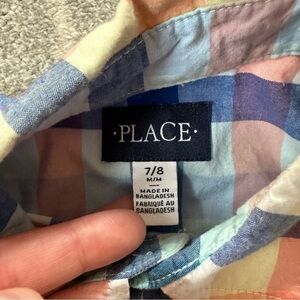 ·PLACE·
7/8
M/M
MADE IN
BANGLADESH
FABRIQUÉ AU
BANGLADESH